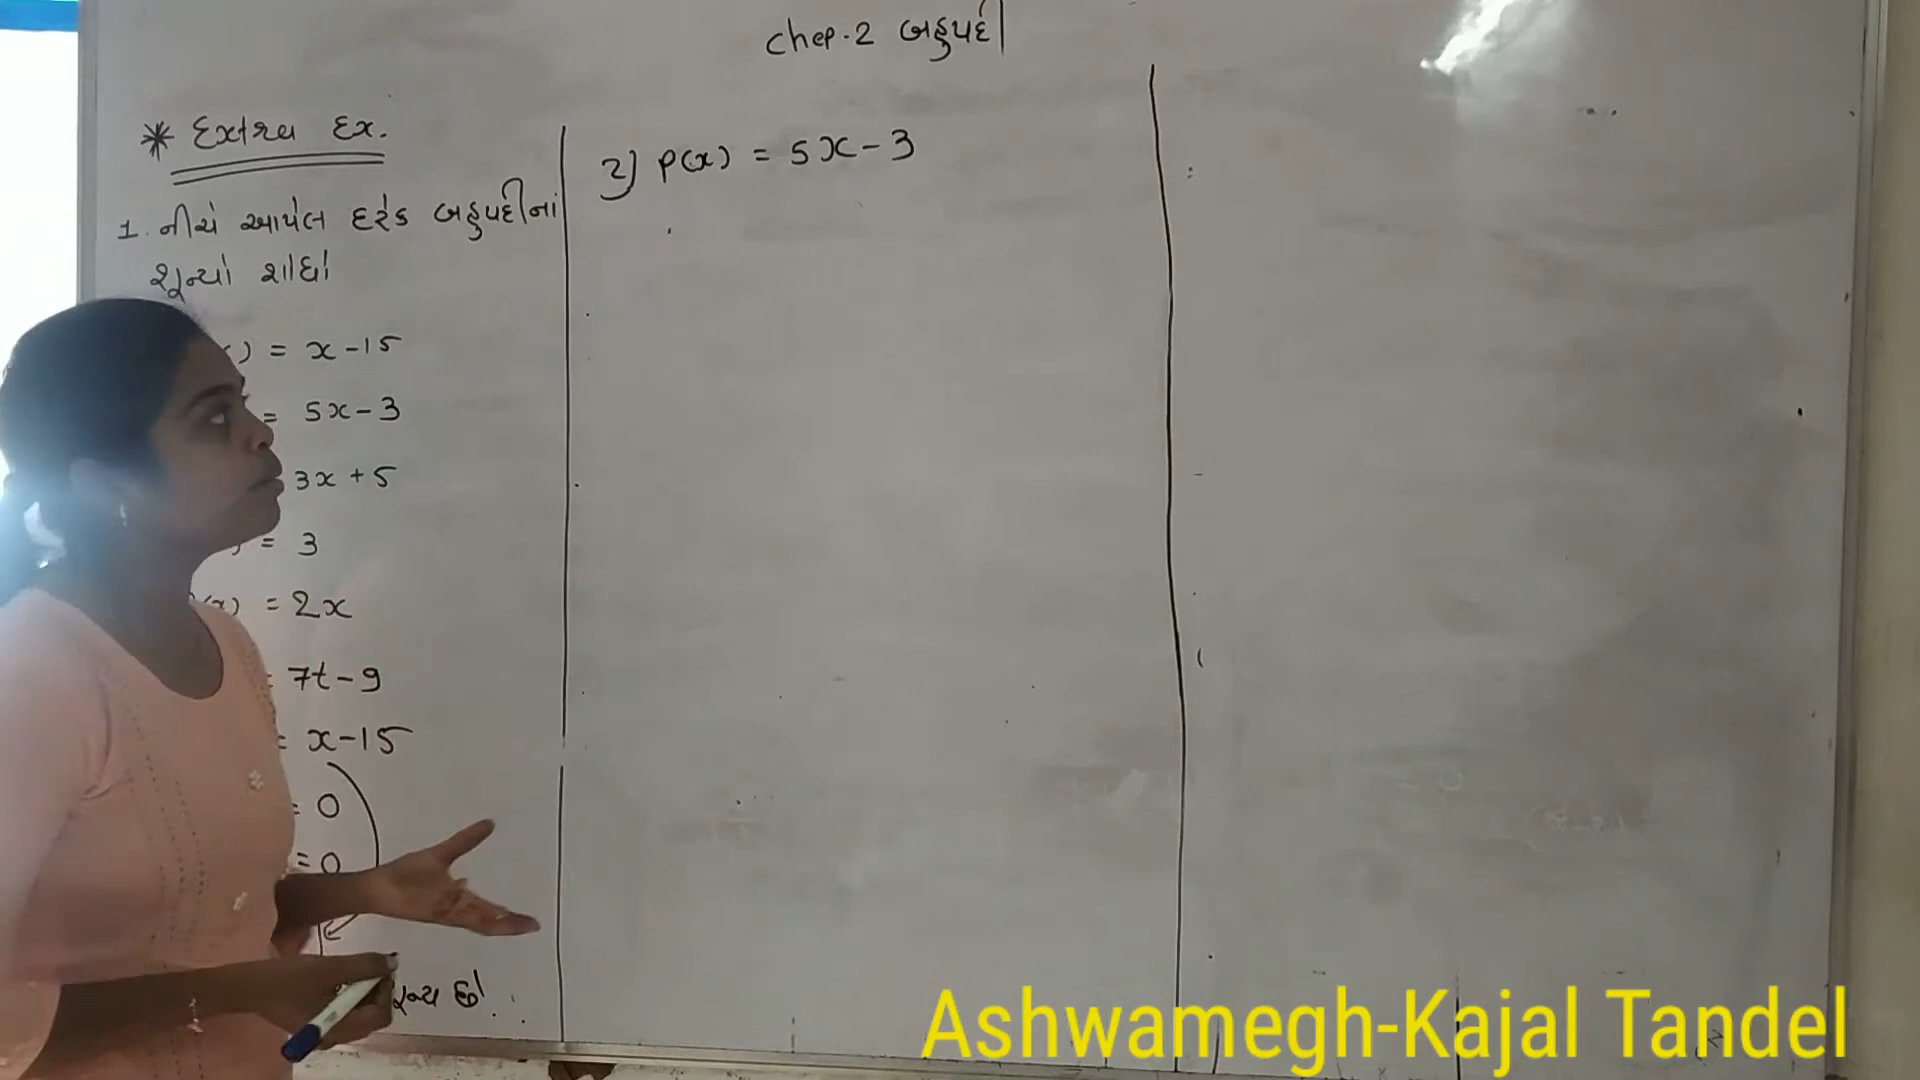 Chep.2 બહુપદી
* Extra Ex.
1. નીચે આપેલ દરેક બહુપદીનાં
શૂન્યો શોધો
) = x-15
= 5x-3
3x+5
= 3
(x) = 2x
= 7t-9
= x-15
= 0
= 0
શૂન્ય છે.
2) p(x) = 5x-3
Ashwamegh-Kajal Tandel